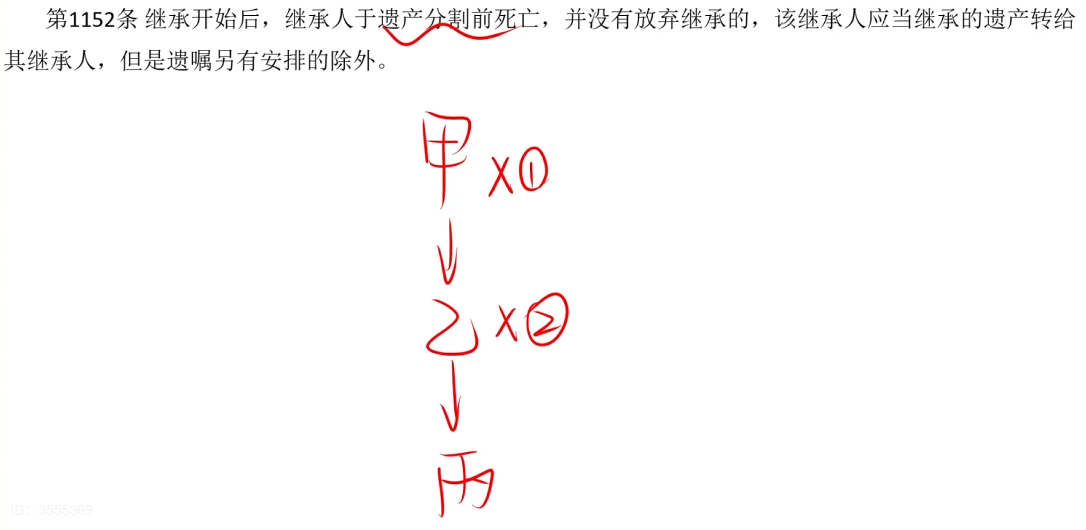 第1152条 继承开始后，继承人于遗产分割前死亡，并没有放弃继承的，该继承人应当继承的遗产转给
其继承人，但是遗嘱另有安排的除外。
甲 X①
乙 X②
丙
ID：3555369